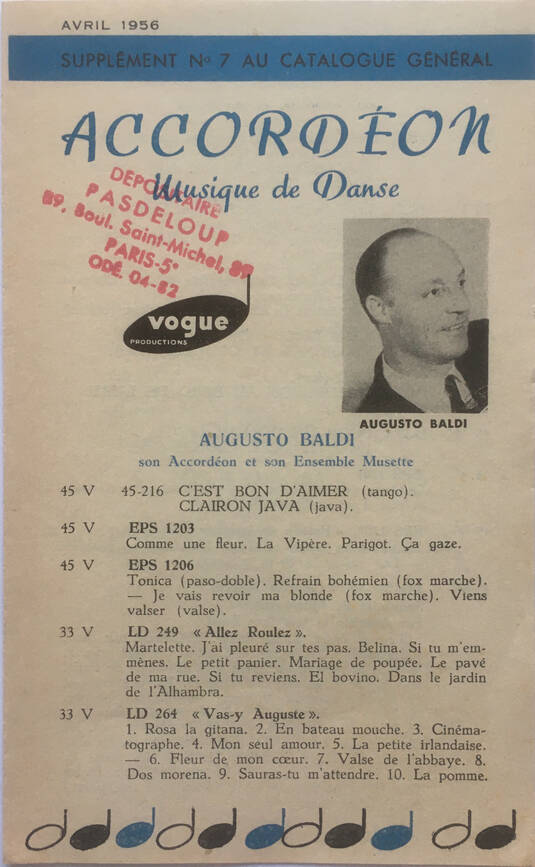 AVRIL 1956
SUPPLÉMENT No 7 AU CATALOGUE GÉNÉRAL
ACCORDÉON
Musique de Danse
DEPOSITAIRE
PASDELOUP
89, Boul. Saint-Michel, 89
PARIS-5e
ODÉ. 04-82
vogue
PRODUCTIONS
AUGUSTO BALDI
AUGUSTO BALDI
son Accordéon et son Ensemble Musette
45 V 45-216 C'EST BON D'AIMER (tango).
CLAIRON JAVA (java).
45 V EPS 1203
Comme une fleur. La Vipère. Parigot. Ça gaze.
45 V EPS 1206
Tonica (paso-doble). Refrain bohémien (fox marche).
— Je vais revoir ma blonde (fox marche). Viens
valser (valse).
33 V LD 249 « Allez Roulez ».
Martelette. J'ai pleuré sur tes pas. Belina. Si tu m'em-
mènes. Le petit panier. Mariage de poupée. Le pavé
de ma rue. Si tu reviens. El bovino. Dans le jardin
de l'Alhambra.
33 V LD 264 « Vas-y Auguste ».
1. Rosa la gitana. 2. En bateau mouche. 3. Cinéma-
tographe. 4. Mon seul amour. 5. La petite irlandaise.
— 6. Fleur de mon cœur. 7. Valse de l'abbaye. 8.
Dos morena. 9. Sauras-tu m'attendre. 10. La pomme.